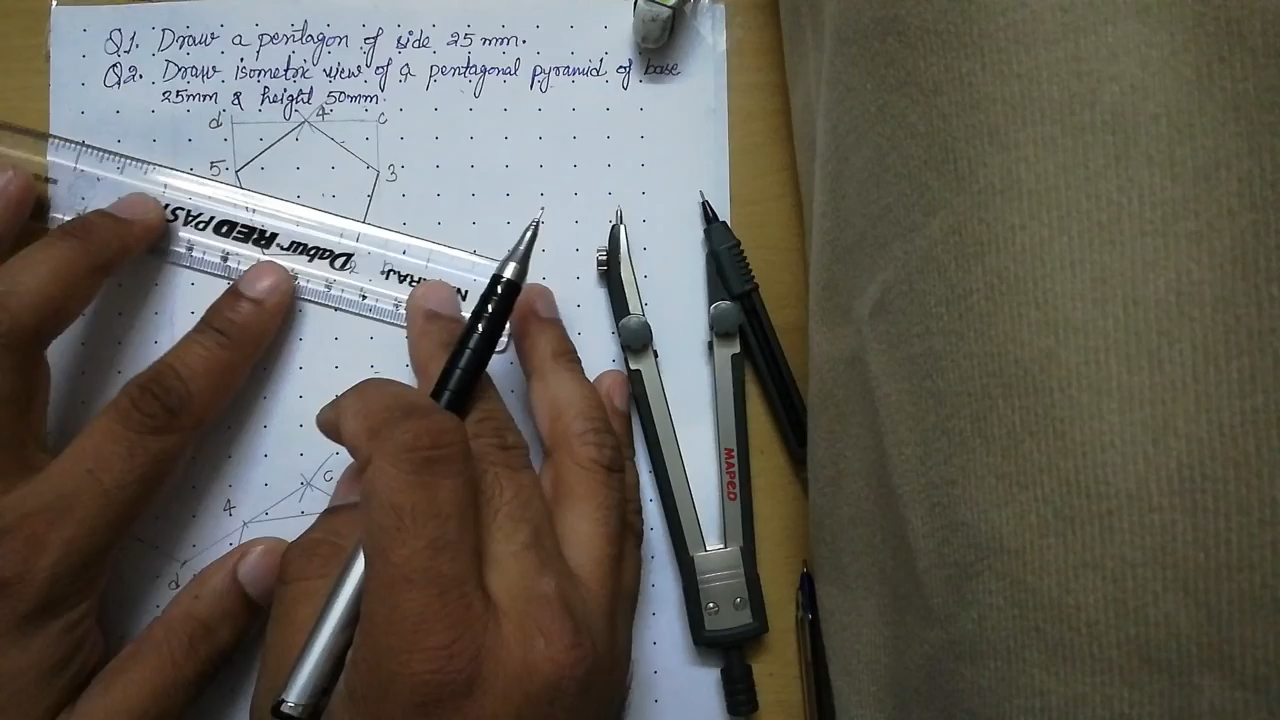 Q1. Draw a pentagon of side 25 mm.
Q2. Draw isometric view of a pentagonal pyramid of base
25mm & height 50mm.
d 4 c
5 3
Dabur RED PAST
MAPED
c
4
d